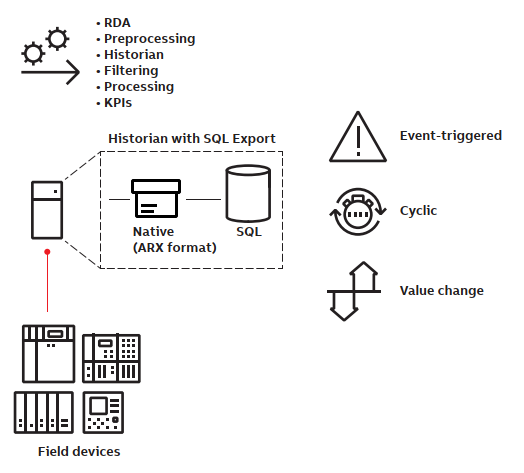 • RDA
• Preprocessing
• Historian
• Filtering
• Processing
• KPIs
Historian with SQL Export
Native
(ARX format)
SQL
Event-triggered
Cyclic
Value change
Field devices